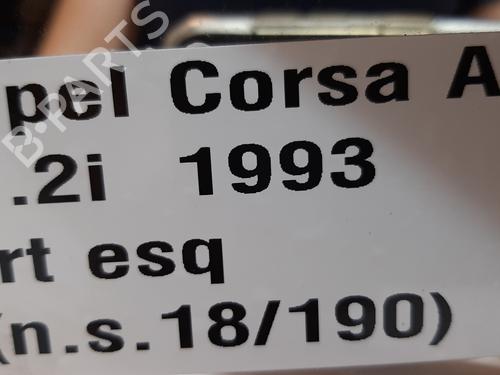 pel Corsa A
.2i 1993
rt esq
(n.s.18/190)
B-PARTS